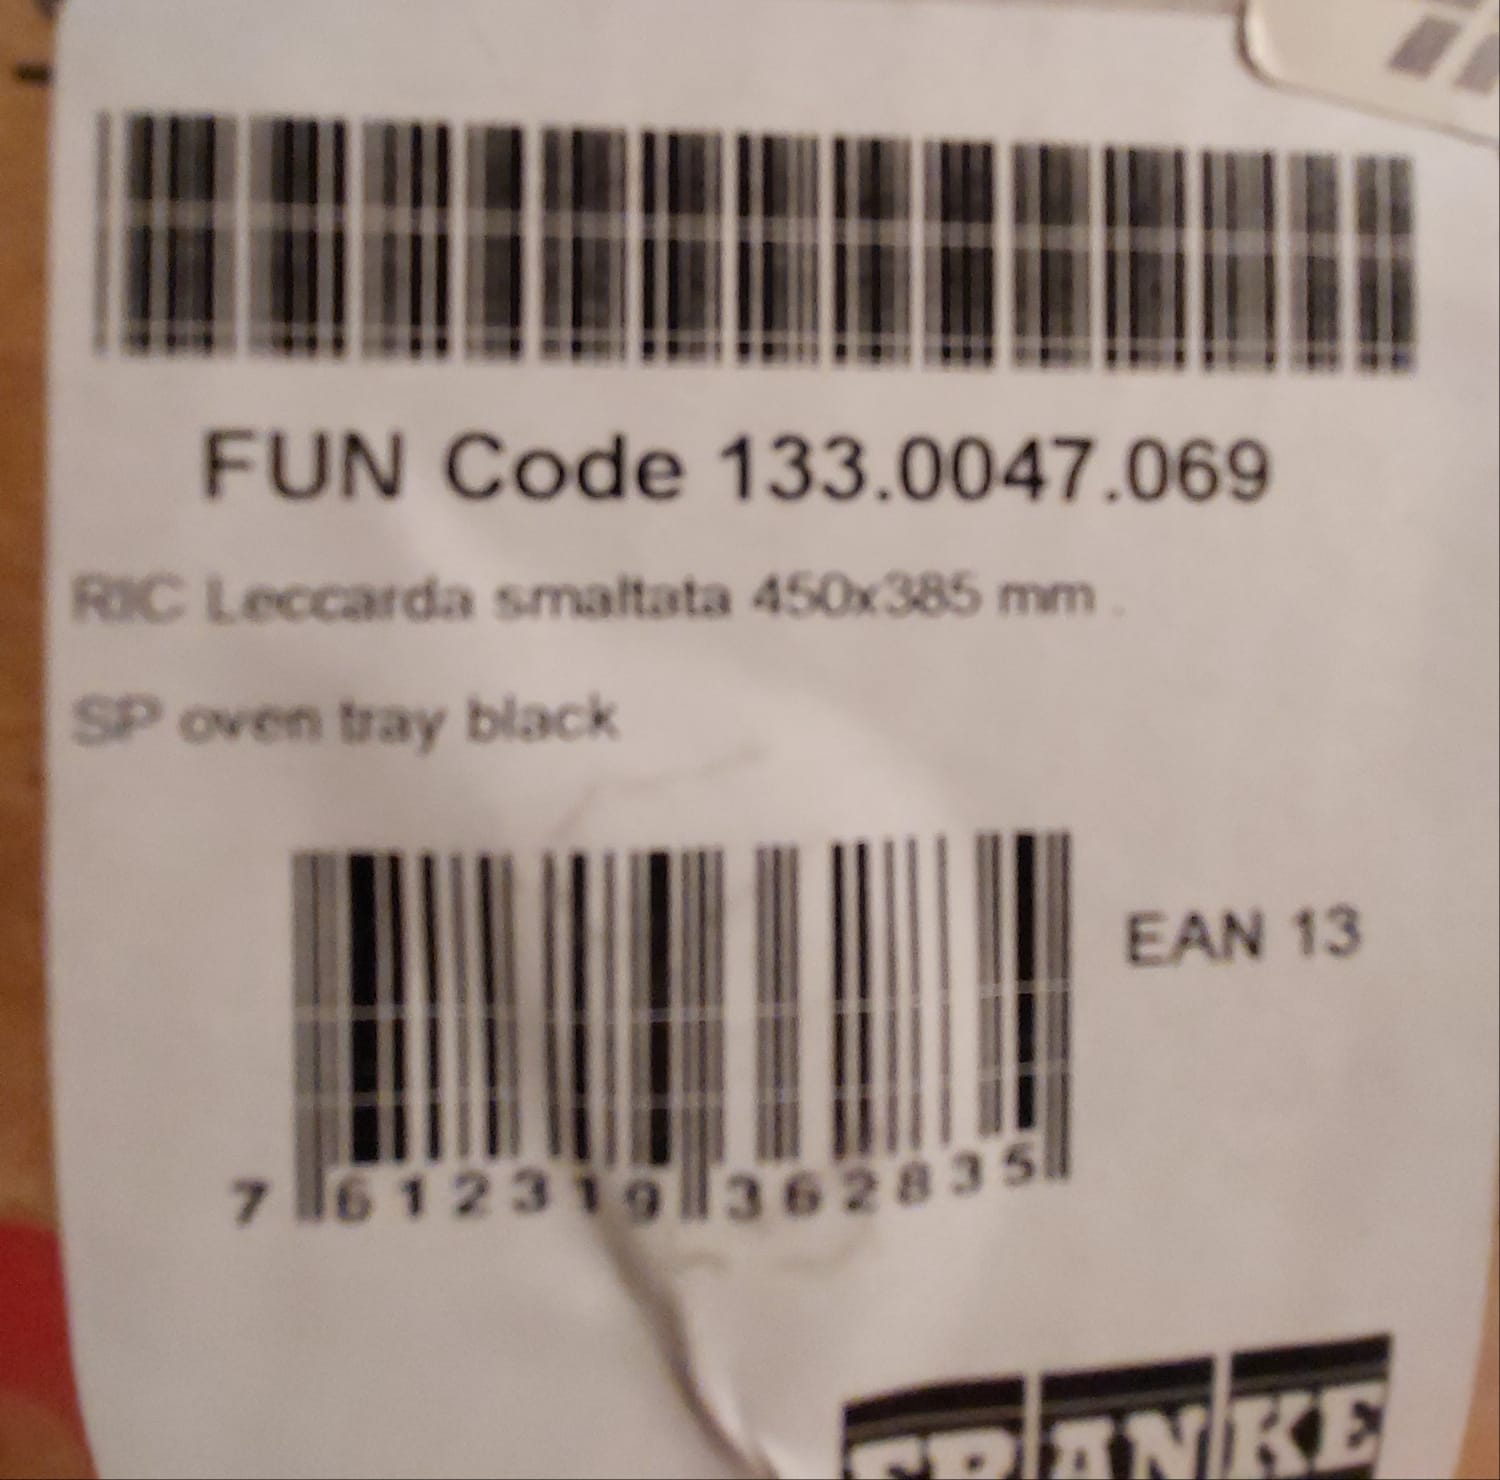 FUN Code 133.0047.069
RIC Leccarda smaltata 450x385 mm .
SP oven tray black
EAN 13
7 612319 362835
FRANKE